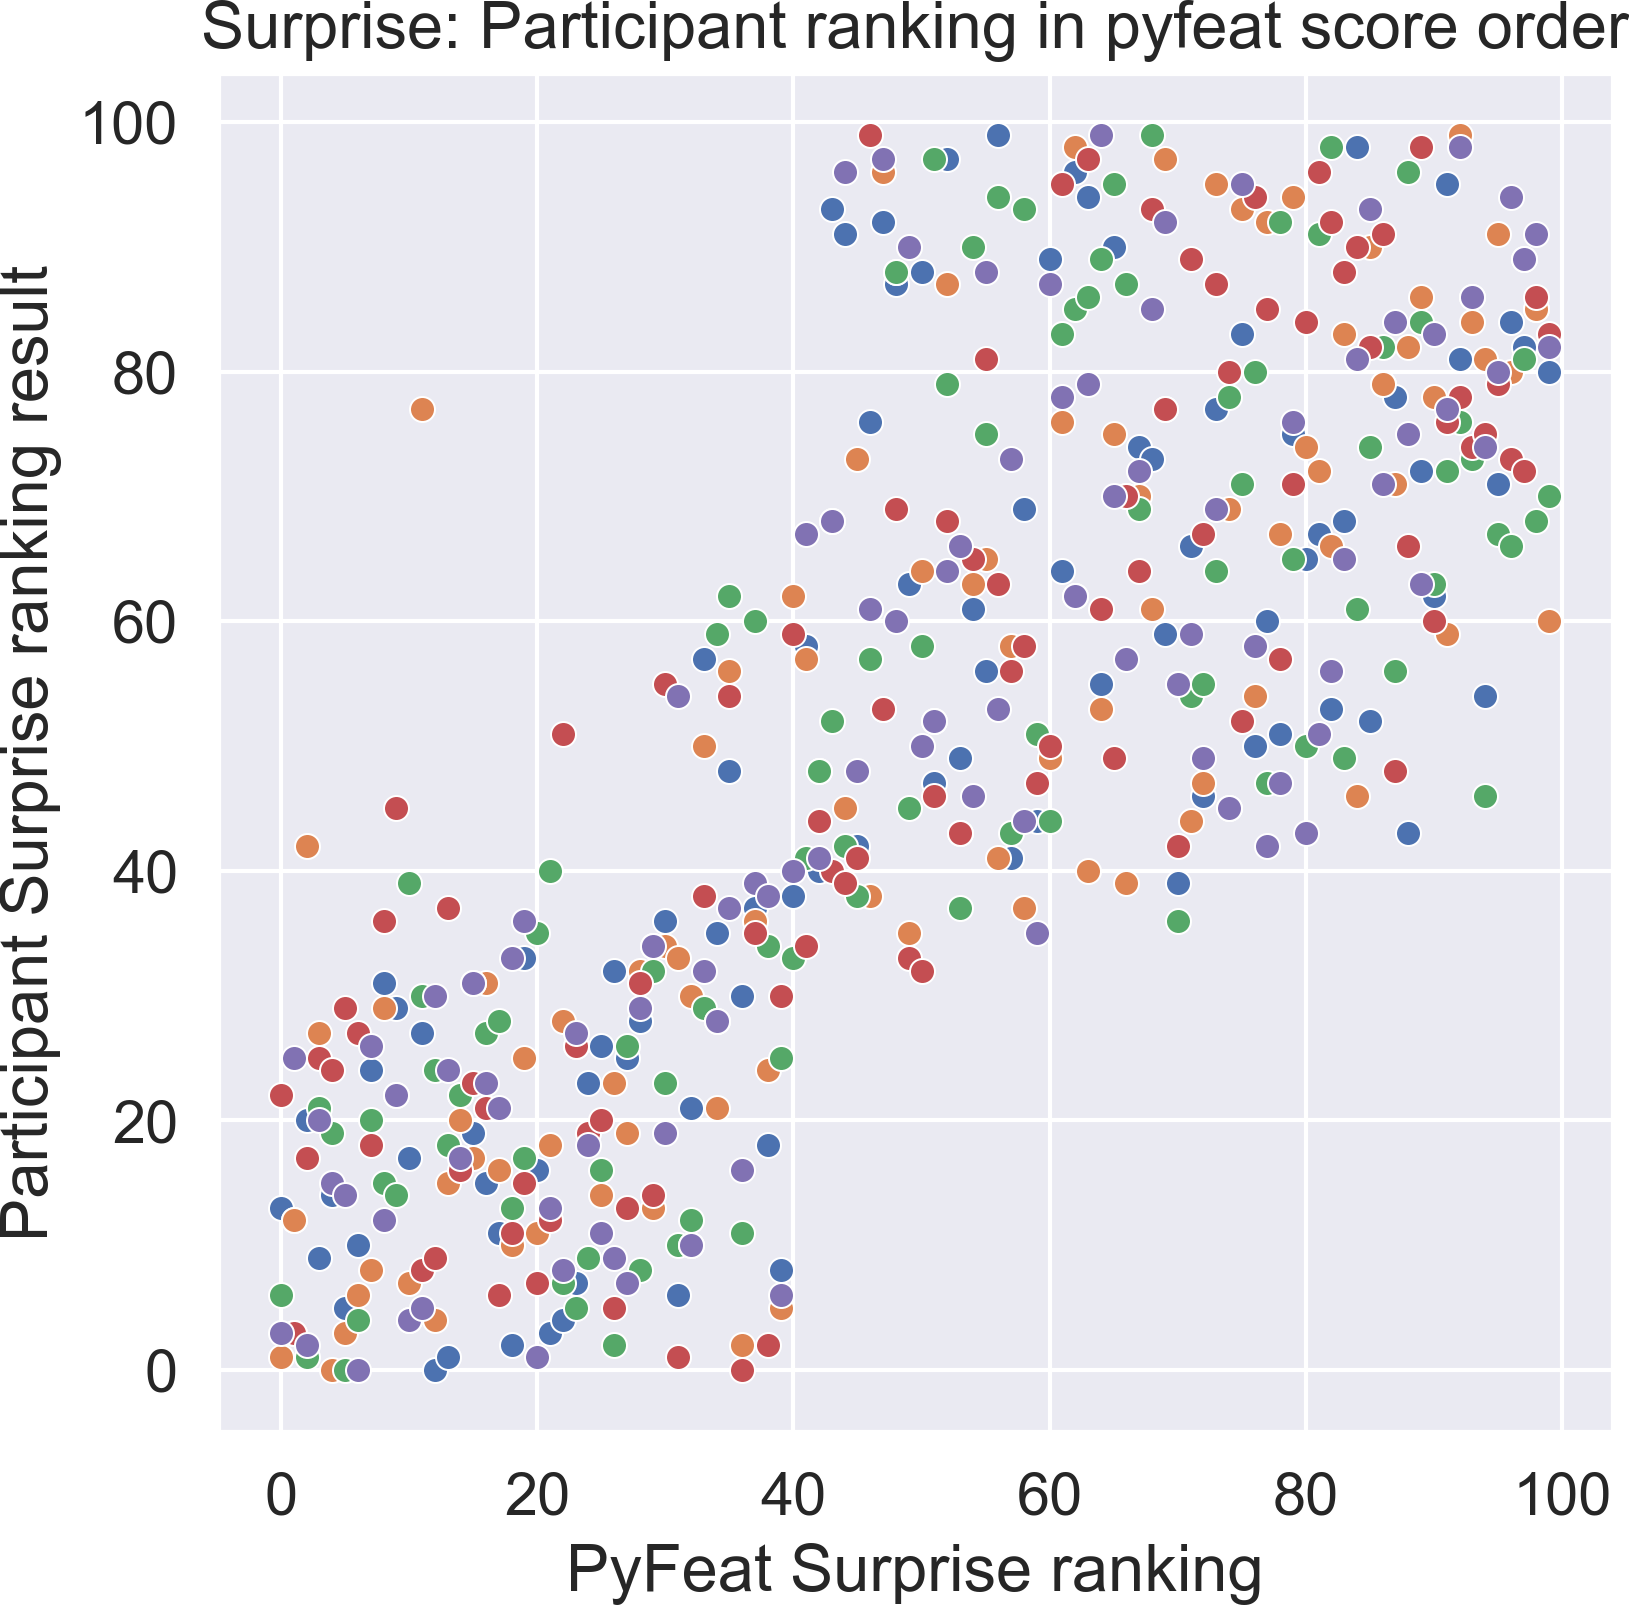 Surprise: Participant ranking in pyfeat score order
100
80
60
40
20
0
Participant Surprise ranking result
0 20 40 60 80 100
PyFeat Surprise ranking